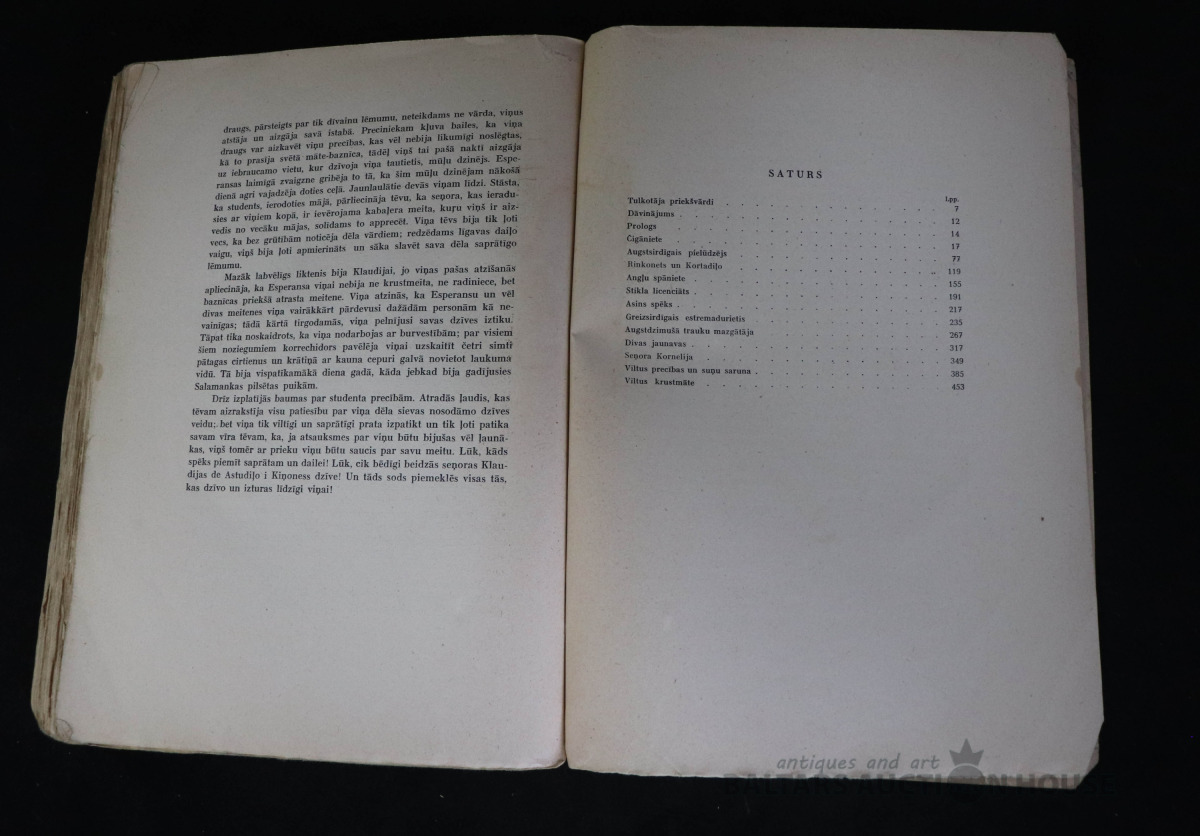 draugs, pārsteigts par tik dīvainu lēmumu, neteikdams ne vārda, viņus
atstāja un aizgāja savā istabā. Preciniekam kļuva bailes, ka viņa
draugs var aizkavēt viņu precības, kas vēl nebija likumīgi noslēgtas,
kā to prasīja svētā māte-baznica, tādēļ viņš tai pašā naktī aizgāja
uz iebraucamo vietu, kur dzīvoja viņa tautietis, mūļu dzinējs. Espe-
ransas laimīgā zvaigzne gribēja to tā, ka šim mūļu dzinējam nākošā
dienā agri vajadzēja doties ceļā. Jaunlaulātie devās viņam līdzi. Stāsta,
ka students, ierodoties mājā, pārliecināja tēvu, ka seņora, kas ieradu-
sies ar viņiem kopā, ir ievērojama kabaļera meita, kuŗu viņš ir aiz-
vedis no vecāku mājas, solīdams to apprecēt. Viņa tēvs bija tik ļoti
vecs, ka bez grūtībām noticēja dēla vārdiem; redzēdams līgavas daiļo
vaigu, viņš bija ļoti apmierināts un sāka slavēt sava dēla saprātīgo
lēmumu.
Mazāk labvēlīgs liktenis bija Klaudijai, jo viņas pašas atzīšanās
apliecināja, ka Esperansa viņai nebija ne krustmeita, ne radiniece, bet
baznicas priekšā atrasta meitene. Viņa atzinās, ka Esperansu un vēl
divas meitenes viņa vairākkārt pārdevusi dažādām personām kā ne-
vainīgas; tādā kārtā tirgodamās, viņa pelnījusi savas dzīves iztiku.
Tāpat tika noskaidrots, ka viņa nodarbojas ar burvestībām; par visiem
šiem noziegumiem korrechidors pavēlēja viņai uzskaitīt četri simti
pātagas cirtienus un krātiņā ar kauna cepuri galvā novietot laukuma
vidū. Tā bija vispatīkamākā diena gadā, kāda jebkad bija gadījusies
Salamankas pilsētas puikām.
Drīz izplatījās baumas par studenta precībām. Atradās ļaudis, kas
tēvam aizrakstīja visu patiesību par viņa dēla sievas nosodāmo dzīves
veidu; bet viņa tik viltīgi un saprātīgi prata izpatikt un tik ļoti patika
savam vīra tēvam, ka, ja atsauksmes par viņu būtu bijušas vēl ļaunā-
kas, viņš tomēr ar prieku viņu būtu saucis par savu meitu. Lūk, kāds
spēks piemīt saprātam un dailei! Lūk, cik bēdīgi beidzās seņoras Klau-
dijas de Astudiļo i Kiņoness dzīve! Un tāds sods piemeklēs visas tās,
kas dzīvo un izturas līdzīgi viņai!
SATURS
Lpp.
Tulkotāja priekšvārdi . . . . . . . . . . 7
Dāvinājums . . . . . . . . . . . . 12
Prologs . . . . . . . . . . . . 14
Čigāniete . . . . . . . . . . . . 17
Augstsirdīgais pielūdzējs . . . . . . . . . 77
Rinkonets un Kortadiļo . . . . . . . . . 119
Angļu spāniete . . . . . . . . . . . 155
Stikla licenciāts . . . . . . . . . . . 191
Asins spēks . . . . . . . . . . . . 217
Greizsirdīgais estremadurietis . . . . . . . . 235
Augstdzimušā trauku mazgātāja . . . . . . . . 267
Divas jaunavas . . . . . . . . . . . 317
Seņora Kornelija . . . . . . . . . . . 349
Viltus precības un suņu saruna . . . . . . . . 385
Viltus krustmāte . . . . . . . . . . . 453
antiques and art
BALTARS AUCTION HOUSE